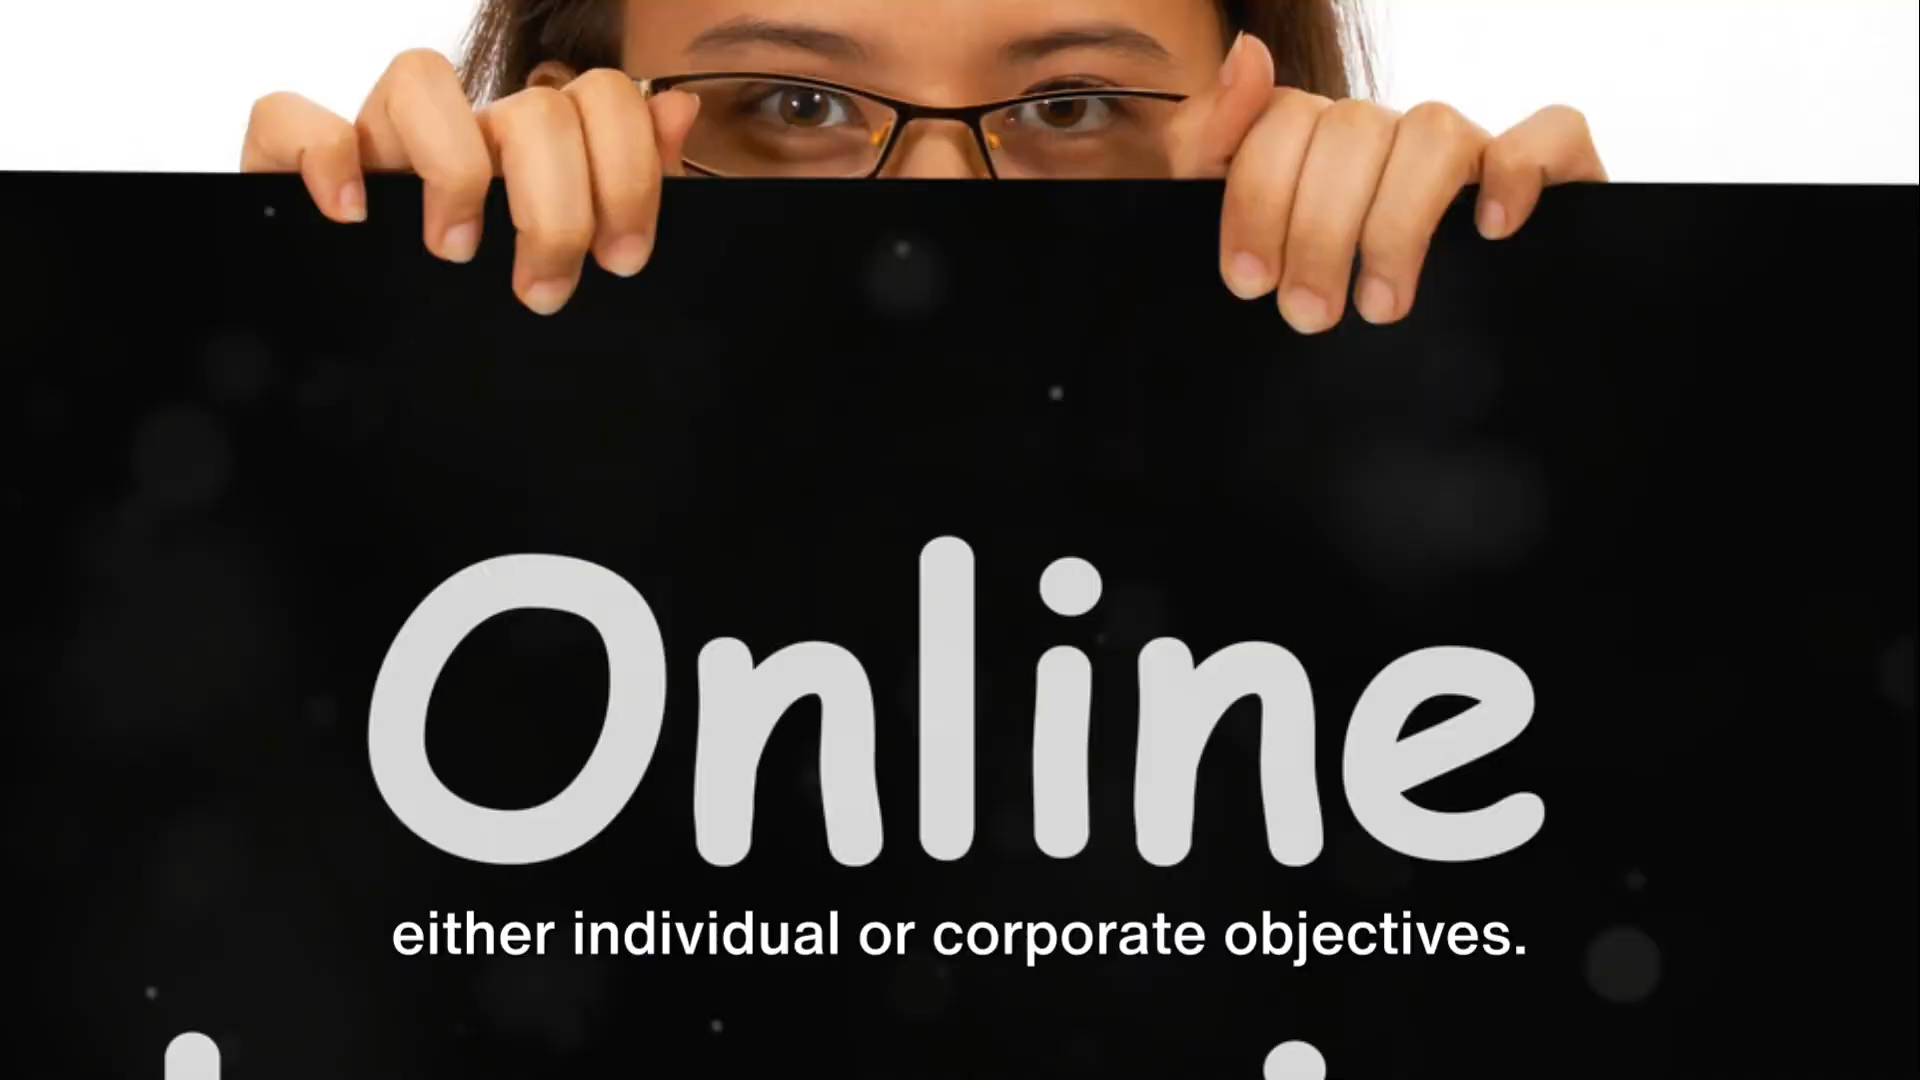 Online
either individual or corporate objectives.